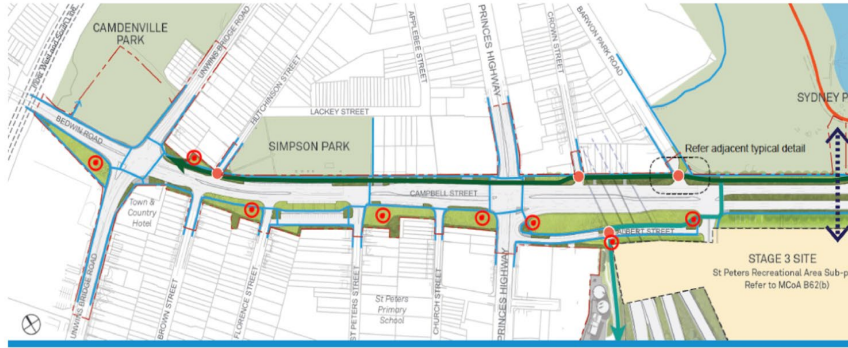 CAMDENVILLE
PARK
UNWINS BRIDGE ROAD
HUTCHINSON STREET
APPLEBEE STREET
PRINCES HIGHWAY
CROWN STREET
BARWON PARK ROAD
SYDNEY P
LACKEY STREET
BEDWIN ROAD
SIMPSON PARK
Refer adjacent typical detail
CAMPBELL STREET
Town &
Country
Hotel
UNWINS BRIDGE ROAD
BROWN STREET
FLORENCE STREET
ST PETERS STREET
St Peters
Primary
School
CHURCH STREET
PRINCES HIGHWAY
STAGE 3 SITE
St Peters Recreational Area Sub-p
Refer to MCoA B62(b)